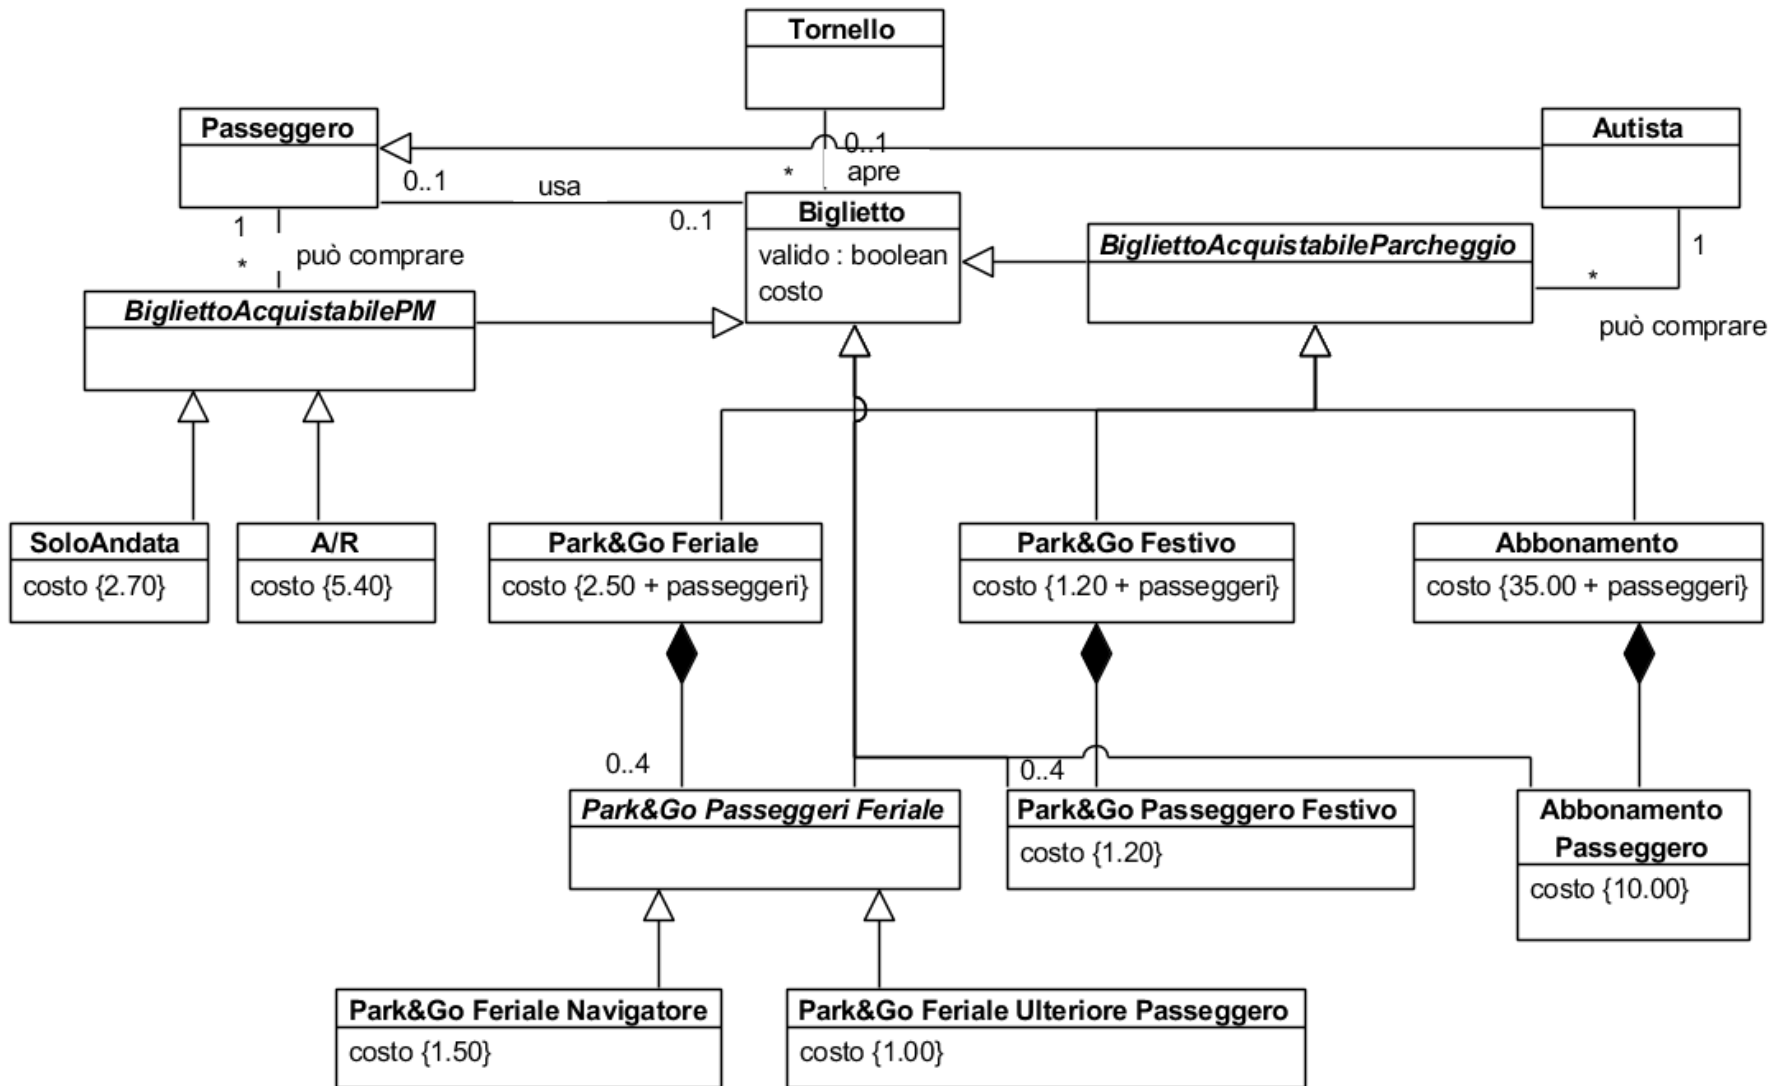 Tornello
Passeggero
Autista
0..1
*
apre
0..1
usa
0..1
Biglietto
valido : boolean
costo
1
*
può comprare
BigliettoAcquistabileParcheggio
1
*
può comprare
BigliettoAcquistabilePM
SoloAndata
costo {2.70}
A/R
costo {5.40}
Park&Go Feriale
costo {2.50 + passeggeri}
Park&Go Festivo
costo {1.20 + passeggeri}
Abbonamento
costo {35.00 + passeggeri}
0..4
0..4
Park&Go Passeggeri Feriale
Park&Go Passeggero Festivo
costo {1.20}
Abbonamento
Passeggero
costo {10.00}
Park&Go Feriale Navigatore
costo {1.50}
Park&Go Feriale Ulteriore Passeggero
costo {1.00}